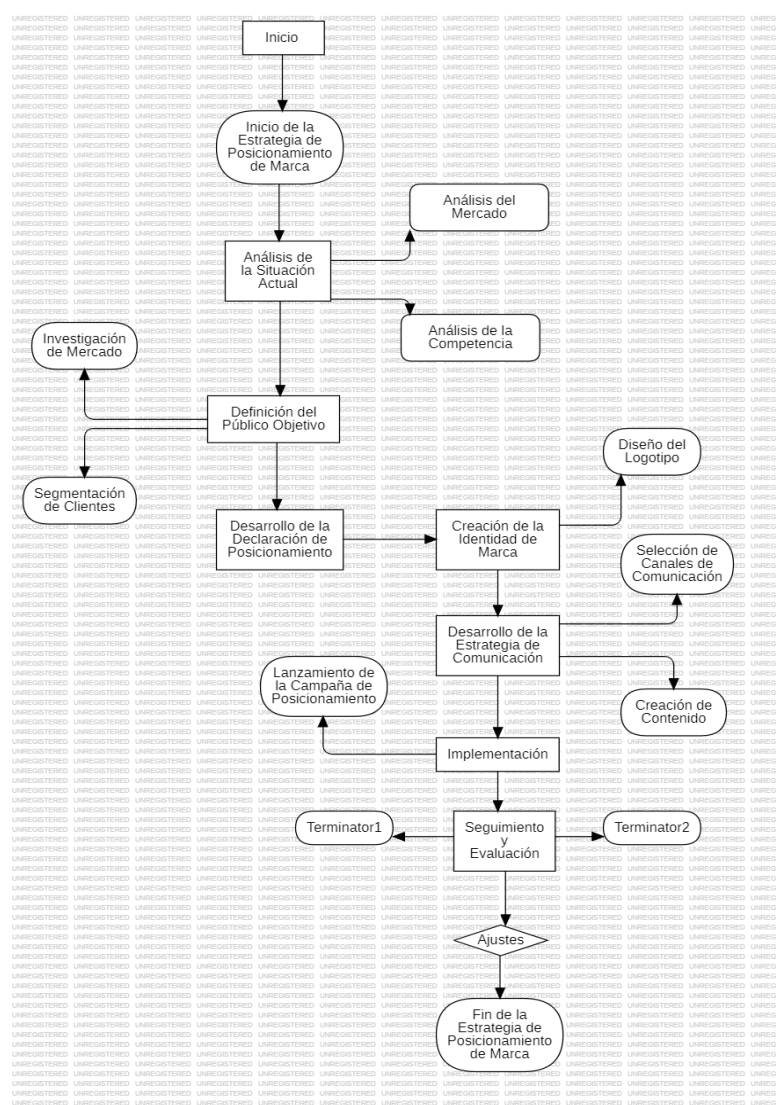 Inicio
Inicio de la
Estrategia de
Posicionamiento
de Marca
Análisis del
Mercado
Análisis de
la Situación
Actual
Análisis de la
Competencia
Investigación
de Mercado
Definición del
Público Objetivo
Segmentación
de Clientes
Diseño del
Logotipo
Desarrollo de la
Declaración de
Posicionamiento
Creación de la
Identidad de
Marca
Selección de
Canales de
Comunicación
Desarrollo de la
Estrategia de
Comunicación
Creación de
Contenido
Lanzamiento de
la Campaña de
Posicionamiento
Implementación
Terminator1
Seguimiento
y
Evaluación
Terminator2
Ajustes
Fin de la
Estrategia de
Posicionamiento
de Marca
UNREGISTERED